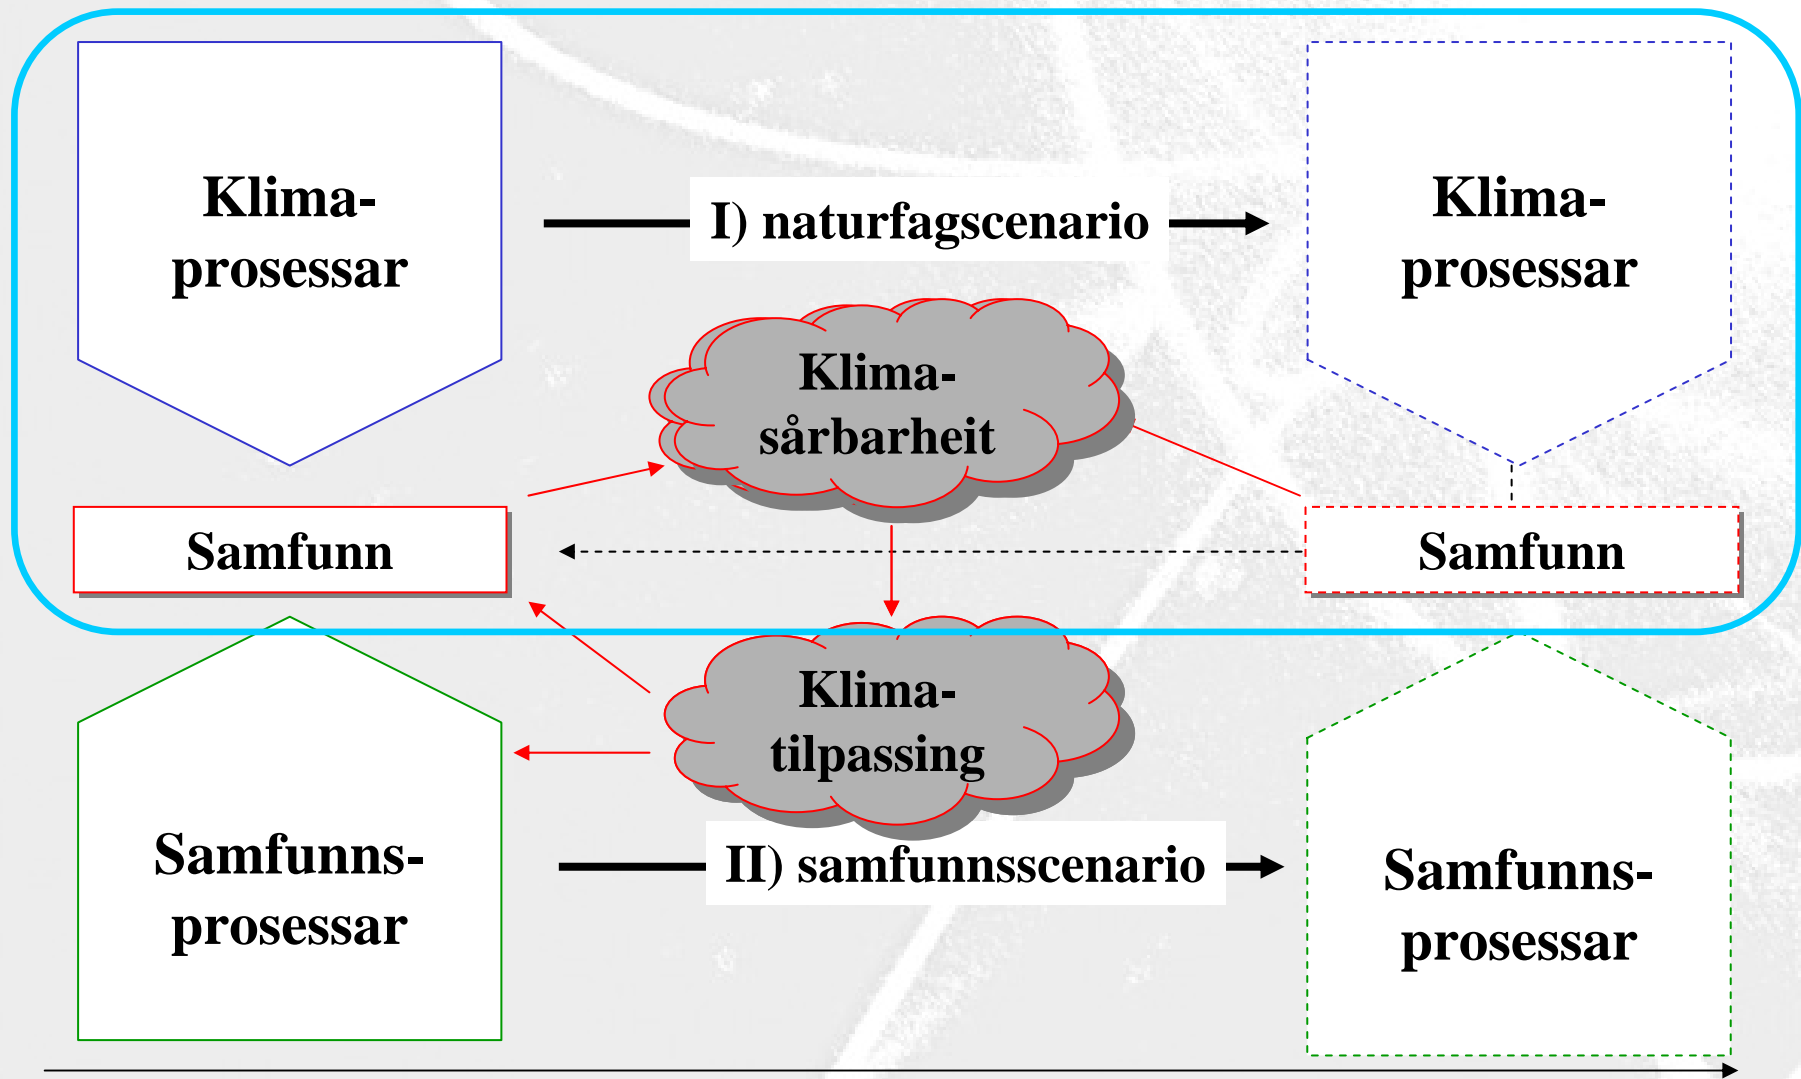 Klima-
prosessar
I) naturfagscenario
Klima-
prosessar
Klima-
sårbarheit
Samfunn
Samfunn
Klima-
tilpassing
Samfunns-
prosessar
II) samfunnsscenario
Samfunns-
prosessar